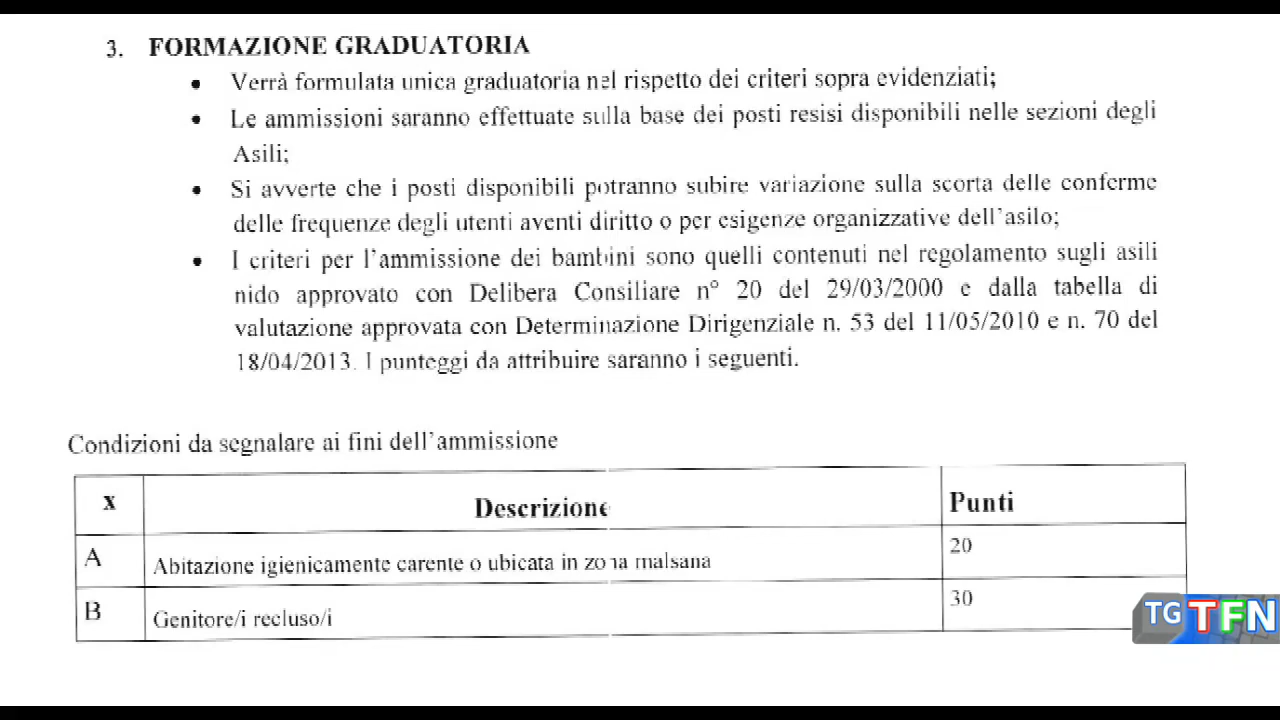 3. FORMAZIONE GRADUATORIA
• Verrà formulata unica graduatoria nel rispetto dei criteri sopra evidenziati;
• Le ammissioni saranno effettuate sulla base dei posti resisi disponibili nelle sezioni degli
Asili;
• Si avverte che i posti disponibili potranno subire variazione sulla scorta delle conferme
delle frequenze degli utenti aventi diritto o per esigenze organizzative dell'asilo;
• I criteri per l'ammissione dei bambini sono quelli contenuti nel regolamento sugli asili
nido approvato con Delibera Consiliare n° 20 del 29/03/2000 e dalla tabella di
valutazione approvata con Determinazione Dirigenziale n. 53 del 11/05/2010 e n. 70 del
18/04/2013. I punteggi da attribuire saranno i seguenti.
Condizioni da segnalare ai fini dell'ammissione
x Descrizione Punti
A Abitazione igienicamente carente o ubicata in zona malsana 20
B Genitore/i recluso/i 30
TG TFN